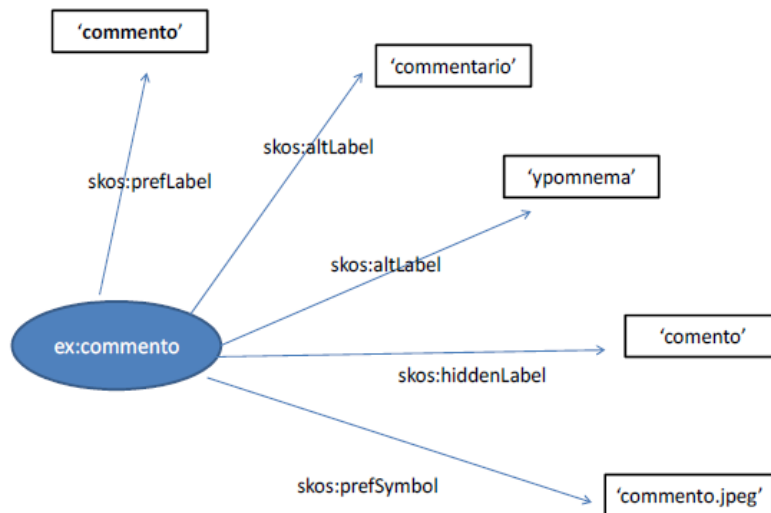 ‘commento’
‘commentario’
skos:altLabel
skos:prefLabel
‘ypomnema’
skos:altLabel
ex:commento
‘comento’
skos:hiddenLabel
skos:prefSymbol
‘commento.jpeg’